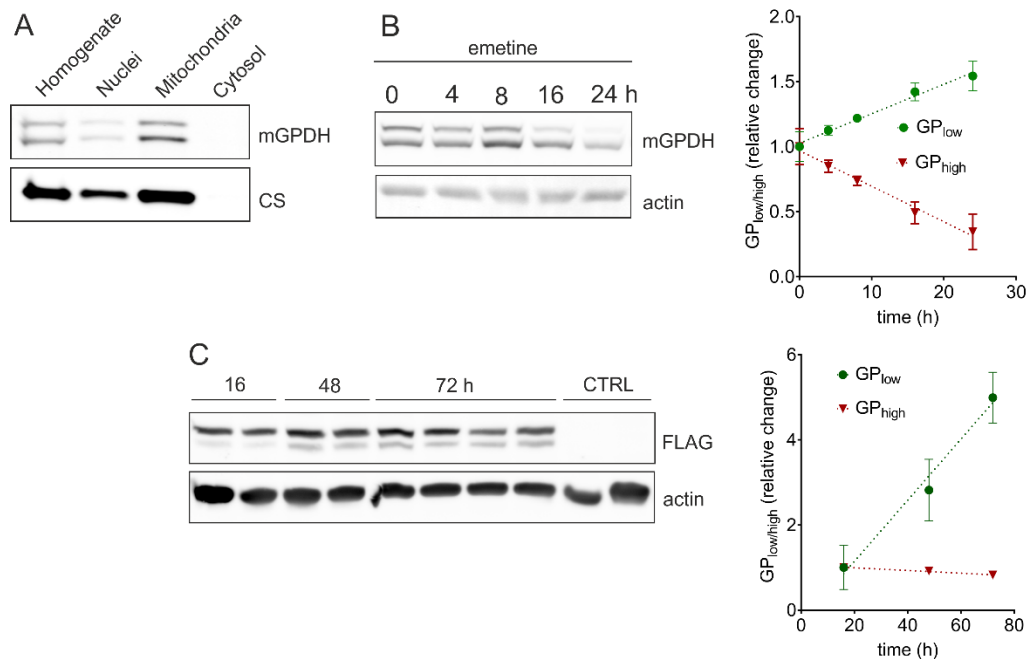 A
Homogenate
Nuclei
Mitochondria
Cytosol
mGPDH
CS
B
emetine
0 4 8 16 24 h
mGPDH
actin
GPlow/high (relative change)
2.0
1.5
1.0
0.5
0.0
GPlow
GPhigh
0 10 20 30
time (h)
C
16 48 72 h CTRL
FLAG
actin
GPlow/high (relative change)
6
4
2
0
GPlow
GPhigh
0 20 40 60 80
time (h)